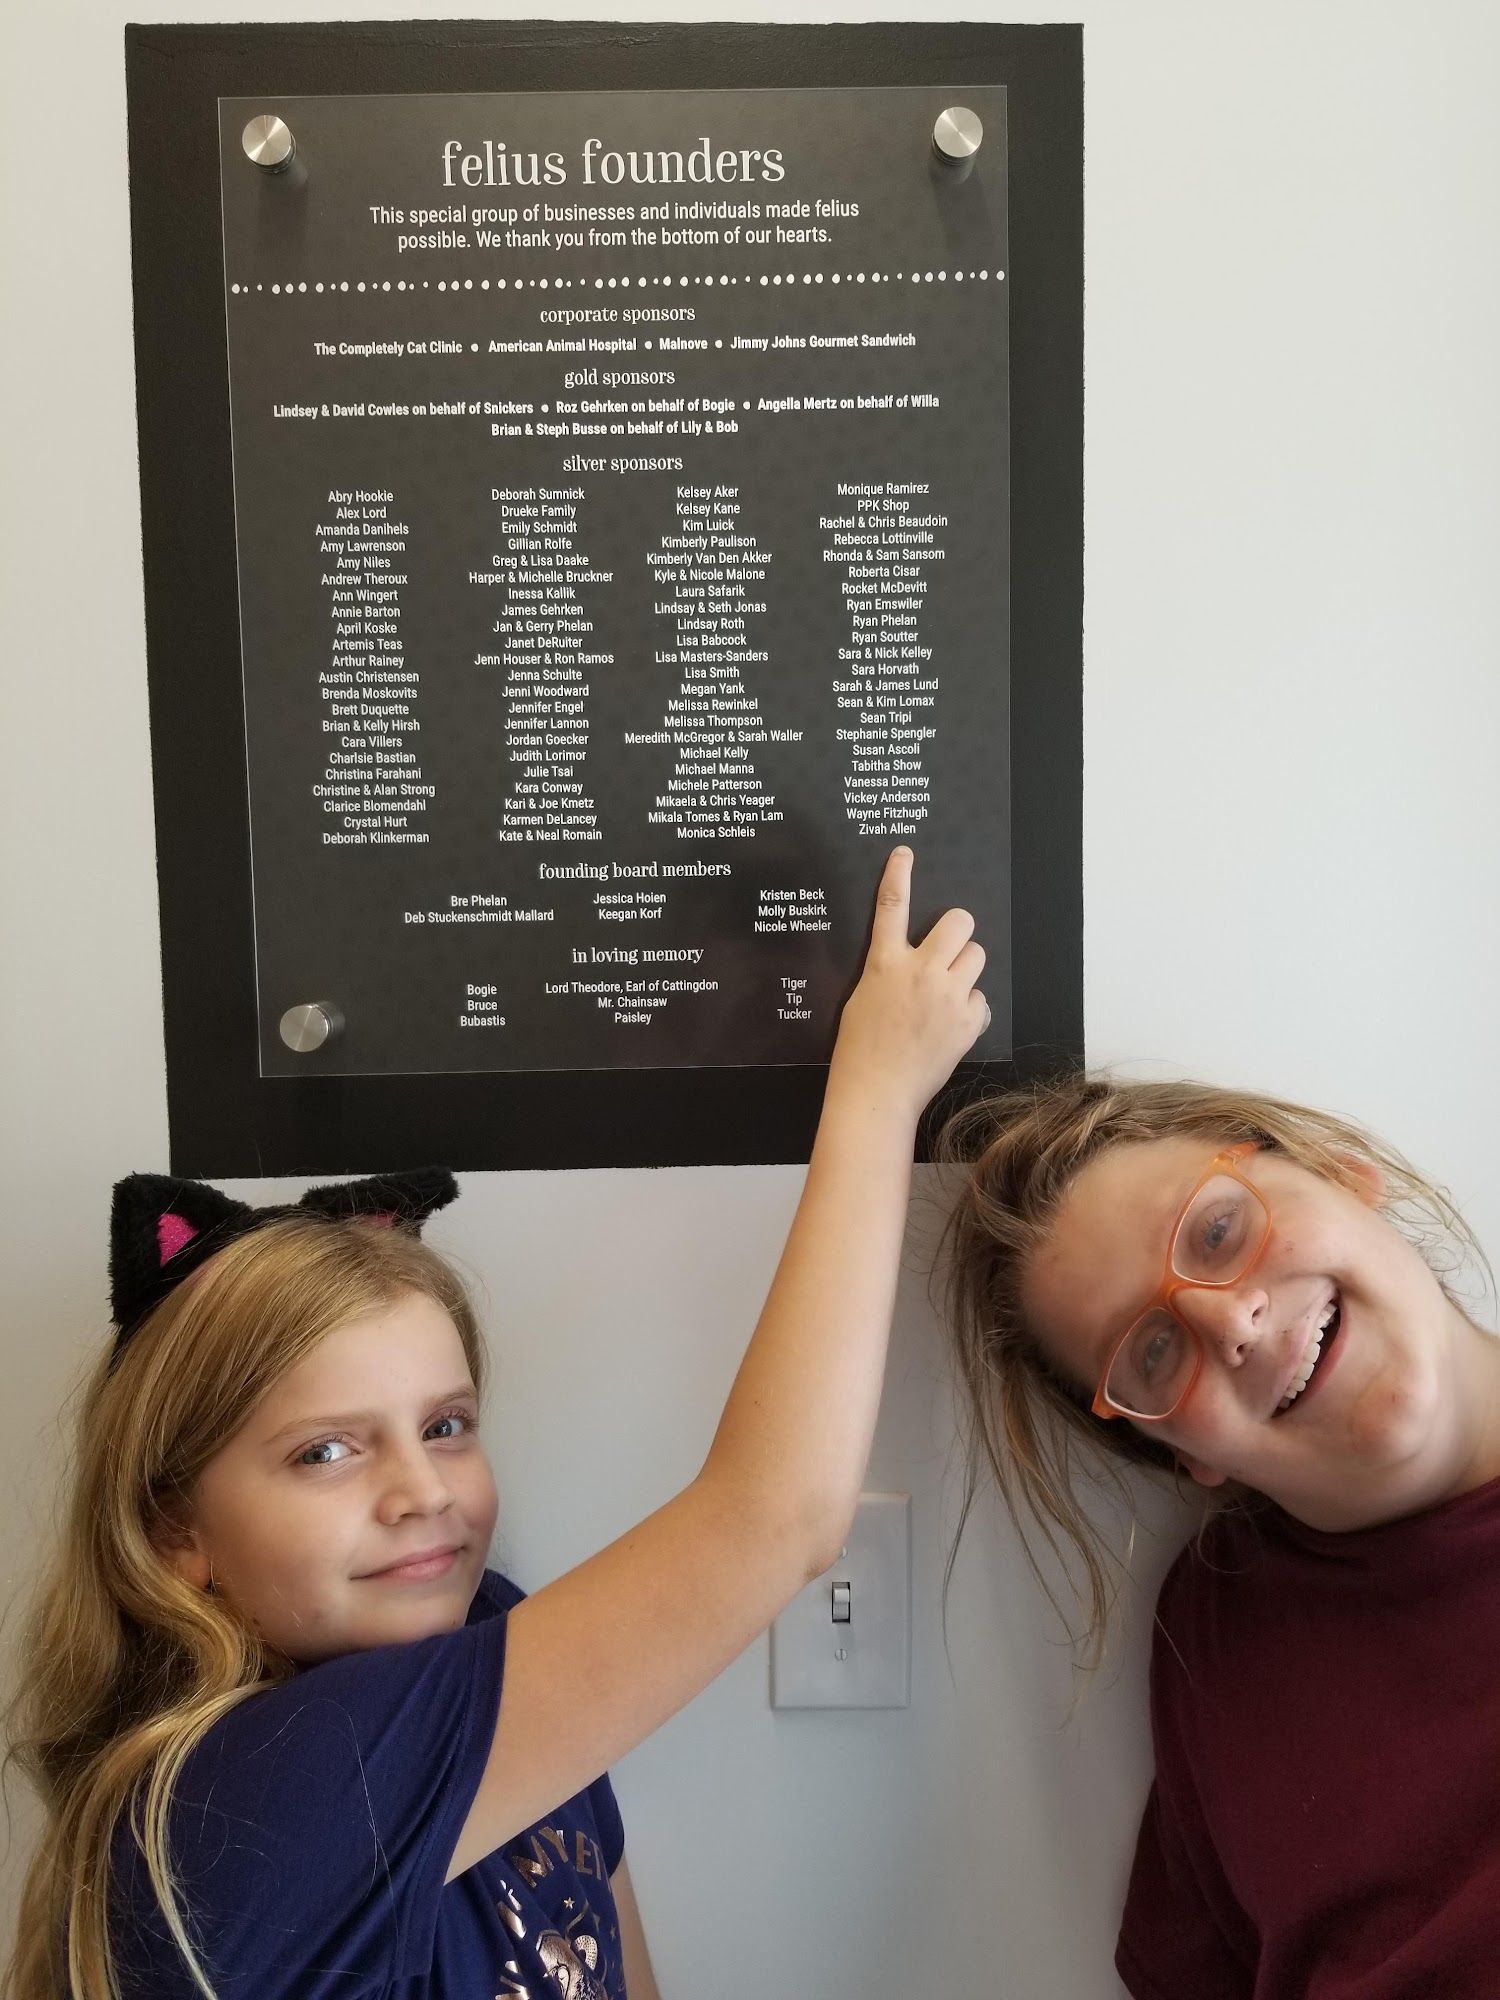 felius founders
This special group of businesses and individuals made felius
possible. We thank you from the bottom of our hearts.
corporate sponsors
The Completely Cat Clinic ● American Animal Hospital ● Malnove ● Jimmy Johns Gourmet Sandwich
gold sponsors
Lindsey & David Cowles on behalf of Snickers ● Roz Gehrken on behalf of Bogie ● Angella Mertz on behalf of Willa
Brian & Steph Busse on behalf of Lily & Bob
silver sponsors
Abry Hookie
Alex Lord
Amanda Danihels
Amy Lawrenson
Amy Niles
Andrew Theroux
Ann Wingert
Annie Barton
April Koske
Artemis Teas
Arthur Rainey
Austin Christensen
Brenda Moskovits
Brett Duquette
Brian & Kelly Hirsh
Cara Villers
Charlsie Bastian
Christina Farahani
Christine & Alan Strong
Clarice Blomendahl
Crystal Hurt
Deborah Klinkerman
Deborah Sumnick
Drueke Family
Emily Schmidt
Gillian Rolfe
Greg & Lisa Daake
Harper & Michelle Bruckner
Inessa Kallik
James Gehrken
Jan & Gerry Phelan
Janet DeRuiter
Jenn Houser & Ron Ramos
Jenna Schulte
Jenni Woodward
Jennifer Engel
Jennifer Lannon
Jordan Goecker
Judith Lorimor
Julie Tsai
Kara Conway
Kari & Joe Kmetz
Karmen DeLancey
Kate & Neal Romain
Kelsey Aker
Kelsey Kane
Kim Luick
Kimberly Paulison
Kimberly Van Den Akker
Kyle & Nicole Malone
Laura Safarik
Lindsay & Seth Jonas
Lindsay Roth
Lisa Babcock
Lisa Masters-Sanders
Lisa Smith
Megan Yank
Melissa Rewinkel
Melissa Thompson
Meredith McGregor & Sarah Waller
Michael Kelly
Michael Manna
Michele Patterson
Mikaela & Chris Yeager
Mikala Tomes & Ryan Lam
Monica Schleis
Monique Ramirez
PPK Shop
Rachel & Chris Beaudoin
Rebecca Lottinville
Rhonda & Sam Sansom
Roberta Cisar
Rocket McDevitt
Ryan Emswiler
Ryan Phelan
Ryan Soutter
Sara & Nick Kelley
Sara Horvath
Sarah & James Lund
Sean & Kim Lomax
Sean Tripi
Stephanie Spengler
Susan Ascoli
Tabitha Show
Vanessa Denney
Vickey Anderson
Wayne Fitzhugh
Zivah Allen
founding board members
Bre Phelan
Deb Stuckenschmidt Mallard
Jessica Hoien
Keegan Korf
Kristen Beck
Molly Buskirk
Nicole Wheeler
in loving memory
Bogie
Bruce
Bubastis
Lord Theodore, Earl of Cattingdon
Mr. Chainsaw
Paisley
Tiger
Tip
Tucker